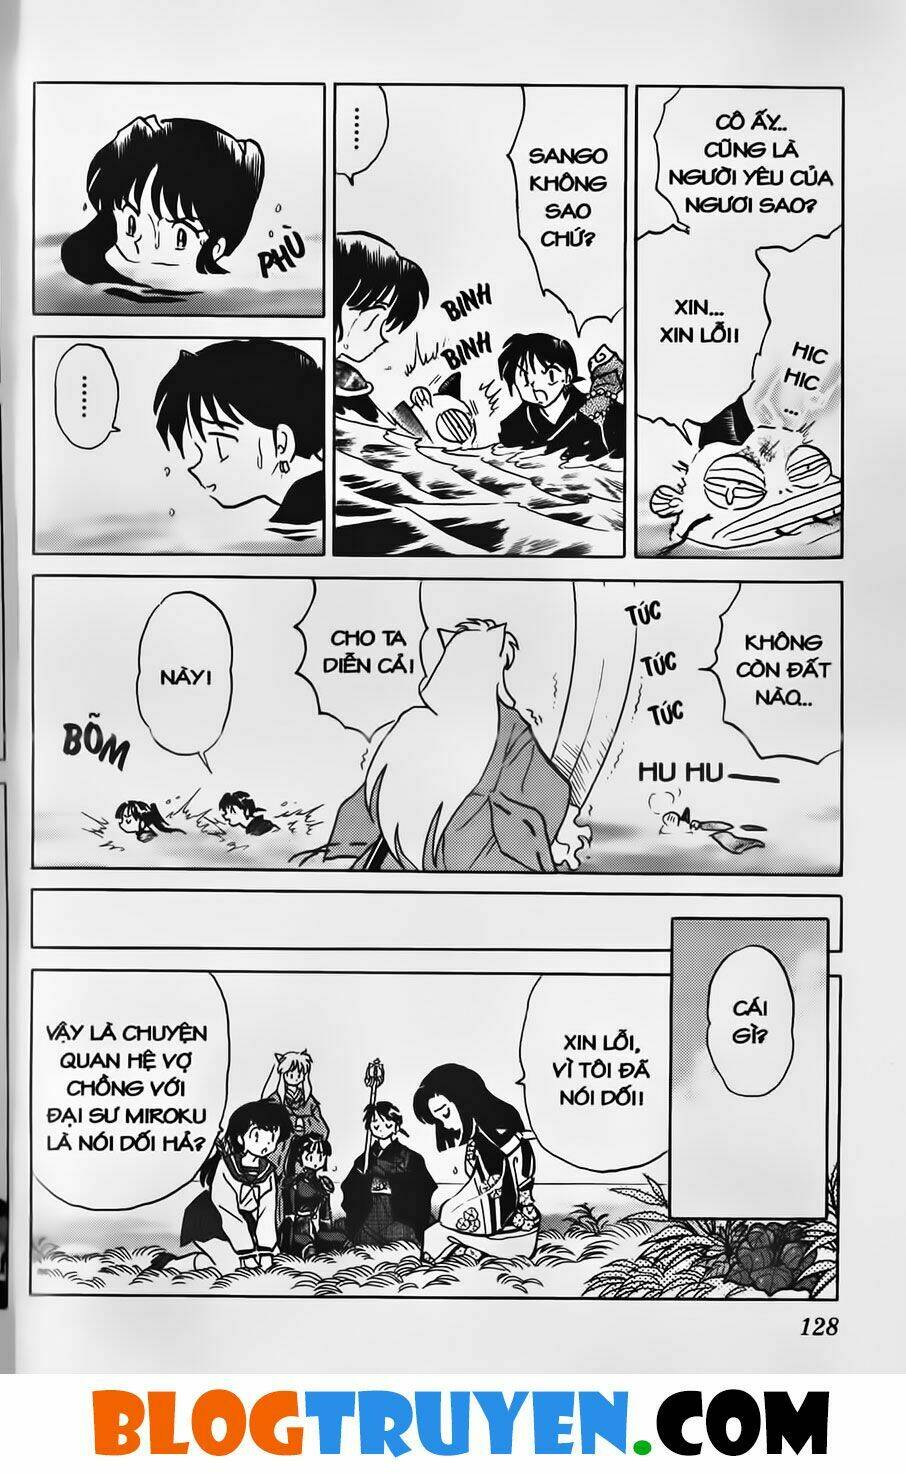 CÔ ẤY...
CŨNG LÀ
NGƯỜI YÊU CỦA
NGƯƠI SAO?
XIN...
XIN LỖI!
HIC
HIC
...
SANGO
KHÔNG
SAO
CHỨ?
......
BINH
BINH
PHÙ
......
KHÔNG
CÒN ĐẤT
NÀO...
TÚC
TÚC
TÚC
HU HU
CHO TA
DIỄN CẢI
NÀY!
BÕM
CÁI
GÌ?
XIN LỖI,
VÌ TÔI ĐÃ
NÓI DỐI!
VẬY LÀ CHUYỆN
QUAN HỆ VỢ
CHỒNG VỚI
ĐẠI SƯ MIROKU
LÀ NÓI DỐI HẢ?
128
BLOGTRUYEN.COM